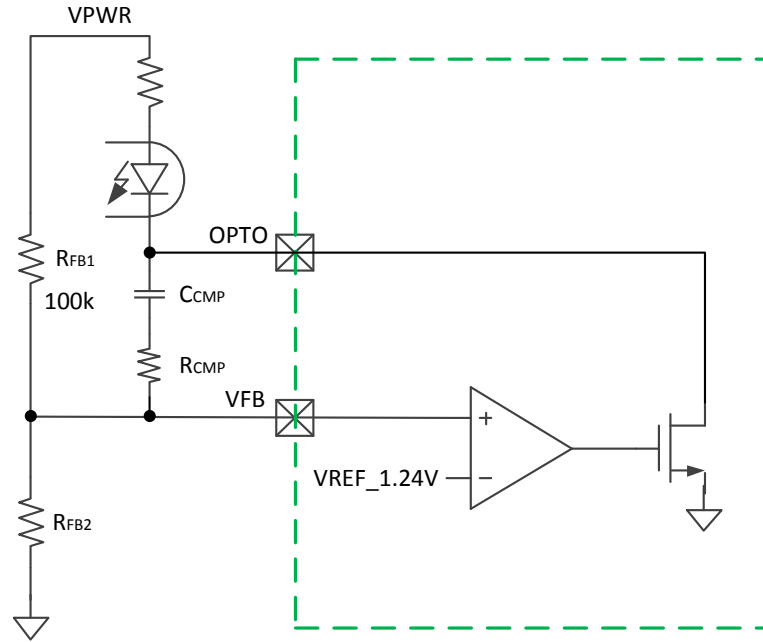 VPWR
OPTO
RFB1
100k
CCMP
RCMP
VFB
+
VREF_1.24V
−
RFB2